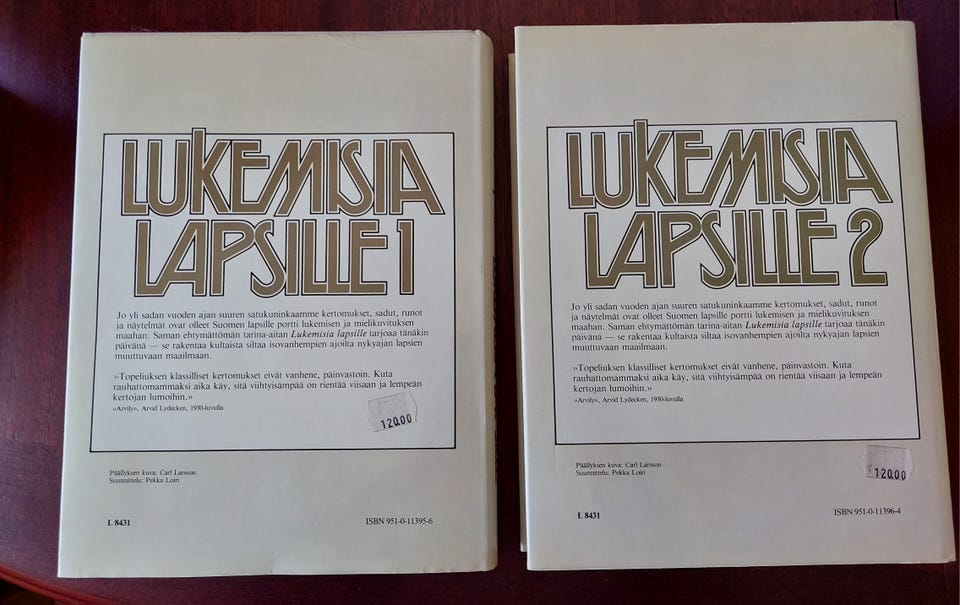 LUKEMISIA
LAPSILLE 1
Jo yli sadan vuoden ajan suuren satukuninkaamme kertomukset, sadut, runot
ja näytelmät ovat olleet Suomen lapsille portti lukemisen ja mielikuvituksen
maahan. Saman ehtymättömän tarina-aitan Lukemisia lapsille tarjoaa tänäkin
päivänä — se rakentaa kultaista siltaa isovanhempien ajoilta nykyajan lapsien
muuttuvaan maailmaan.
»Topeliuksen klassilliset kertomukset eivät vanhene, päinvastoin. Kuta
rauhattomammaksi aika käy, sitä viihtyisämpää on rientää viisaan ja lempeän
kertojan lumoihin.»
»Arvily», Arvid Lydecken, 1930-luvulla
120.00
Päällyksen kuva: Carl Larsson
Suunnittelu: Pekka Loiri
L 8431
ISBN 951-0-11395-6
LUKEMISIA
LAPSILLE 2
Jo yli sadan vuoden ajan suuren satukuninkaamme kertomukset, sadut, runot
ja näytelmät ovat olleet Suomen lapsille portti lukemisen ja mielikuvituksen
maahan. Saman ehtymättömän tarina-aitan Lukemisia lapsille tarjoaa tänäkin
päivänä — se rakentaa kultaista siltaa isovanhempien ajoilta nykyajan lapsien
muuttuvaan maailmaan.
»Topeliuksen klassilliset kertomukset eivät vanhene, päinvastoin. Kuta
rauhattomammaksi aika käy, sitä viihtyisämpää on rientää viisaan ja lempeän
kertojan lumoihin.»
»Arvily», Arvid Lydecken, 1930-luvulla
120.00
Päällyksen kuva: Carl Larsson
Suunnittelu: Pekka Loiri
L 8431
ISBN 951-0-11396-4